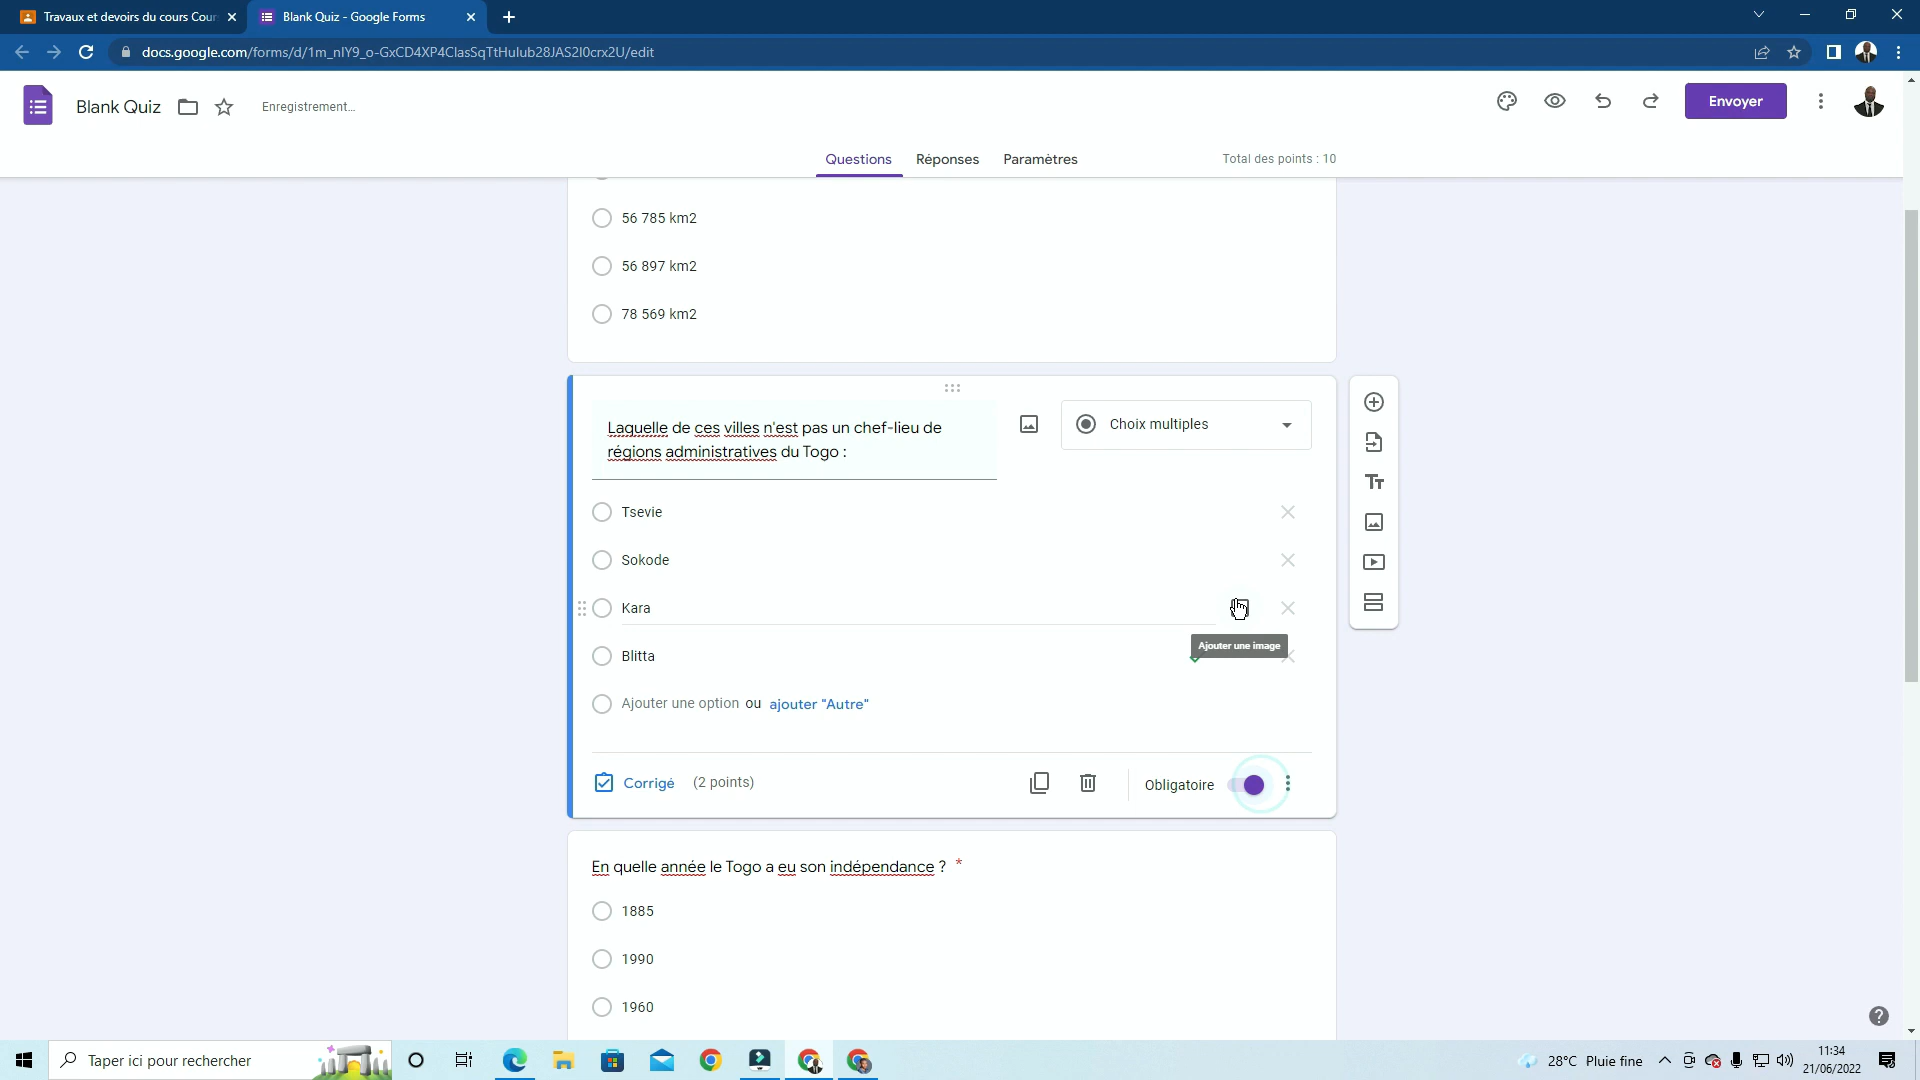 Travaux et devoirs du cours Cour
Blank Quiz - Google Forms
docs.google.com/forms/d/1m_nIY9_o-GxCD4XP4ClasSqTtHulub28JAS2I0crx2U/edit
Blank Quiz
Enregistrement...
Envoyer
Questions
Réponses
Paramètres
Total des points : 10
56 785 km2
56 897 km2
78 569 km2
Laquelle de ces villes n'est pas un chef-lieu de
régions administratives du Togo :
Choix multiples
Tsevie
Sokode
Kara
Ajouter une image
Blitta
Ajouter une option ou ajouter "Autre"
Corrigé (2 points)
Obligatoire
En quelle année le Togo a eu son indépendance ? *
1885
1990
1960
Taper ici pour rechercher
28°C Pluie fine
11:34
21/06/2022